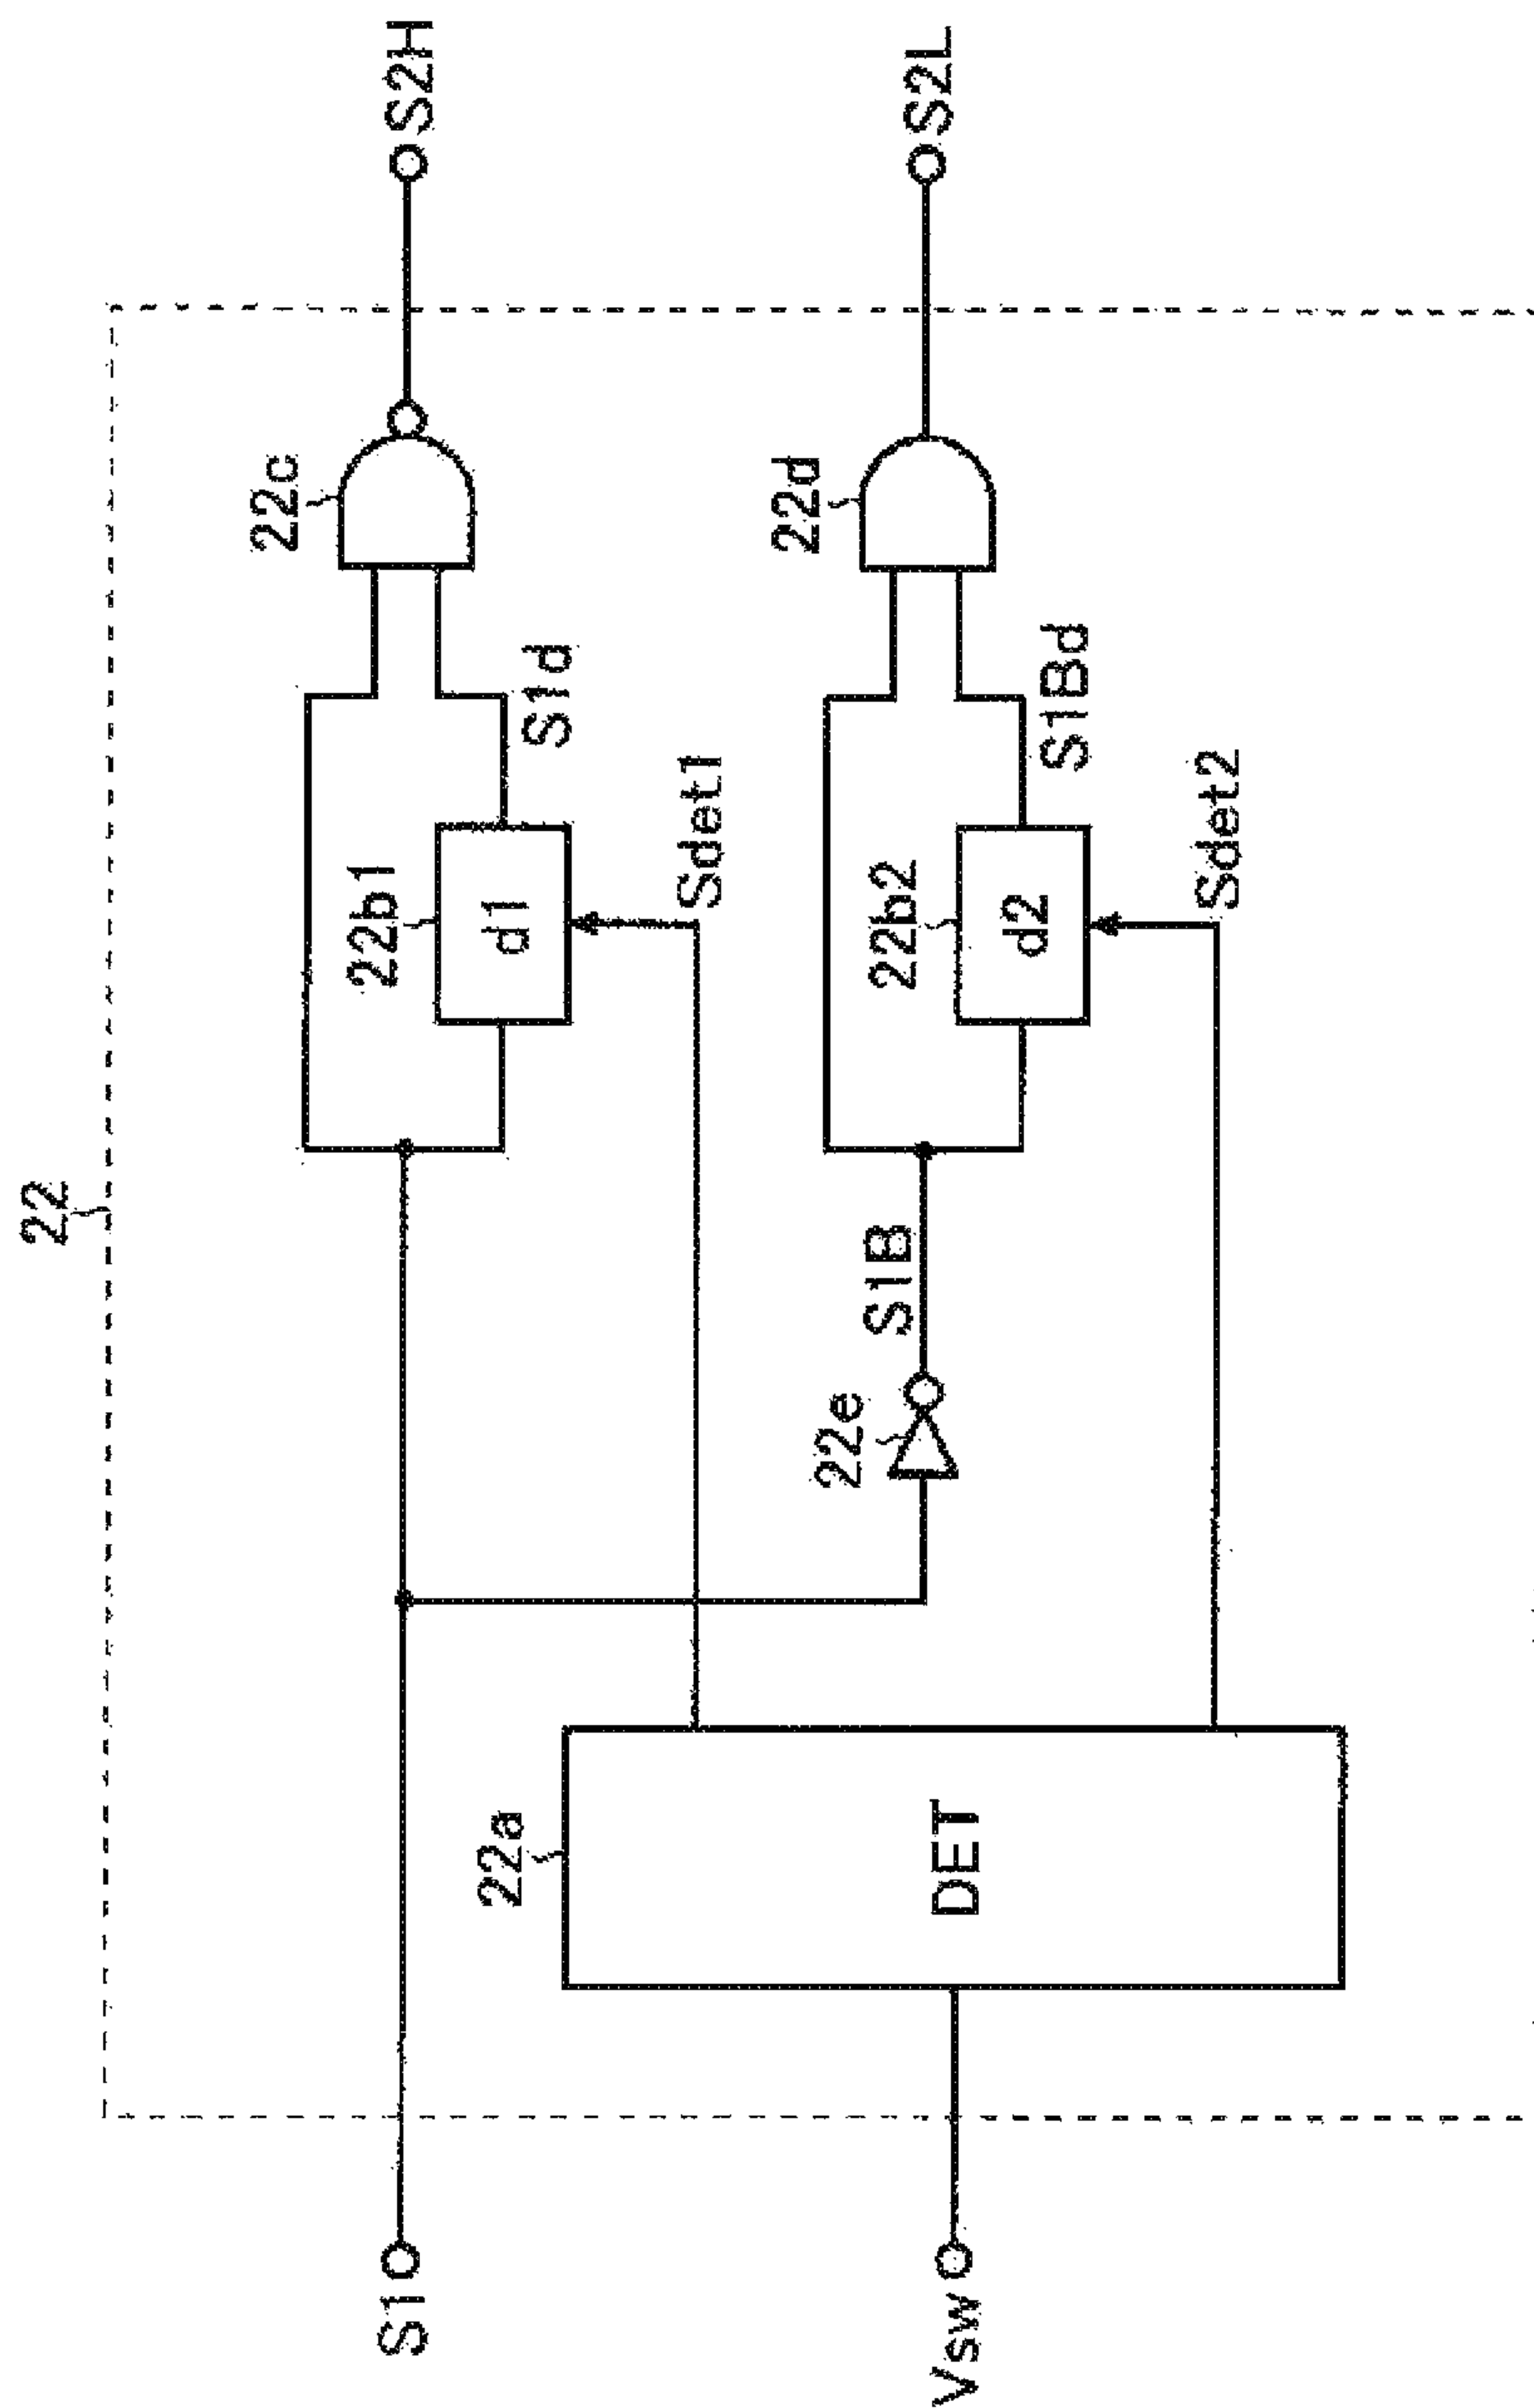 22
S1
Vsw
22a
DET
22e
S1B
22b1
d1
S1d
Sdet1
22b2
d2
S1Bd
Sdet2
22c
22d
S2H
S2L